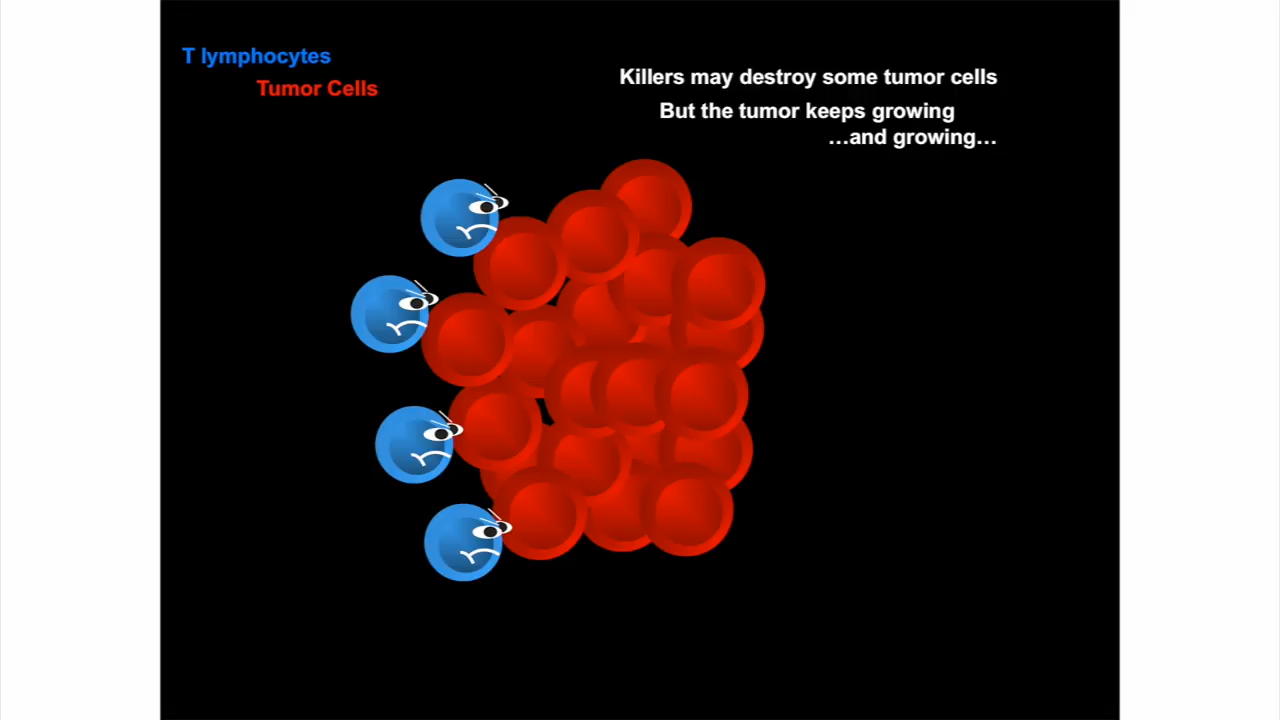 T lymphocytes
Tumor Cells
Killers may destroy some tumor cells
But the tumor keeps growing
…and growing…